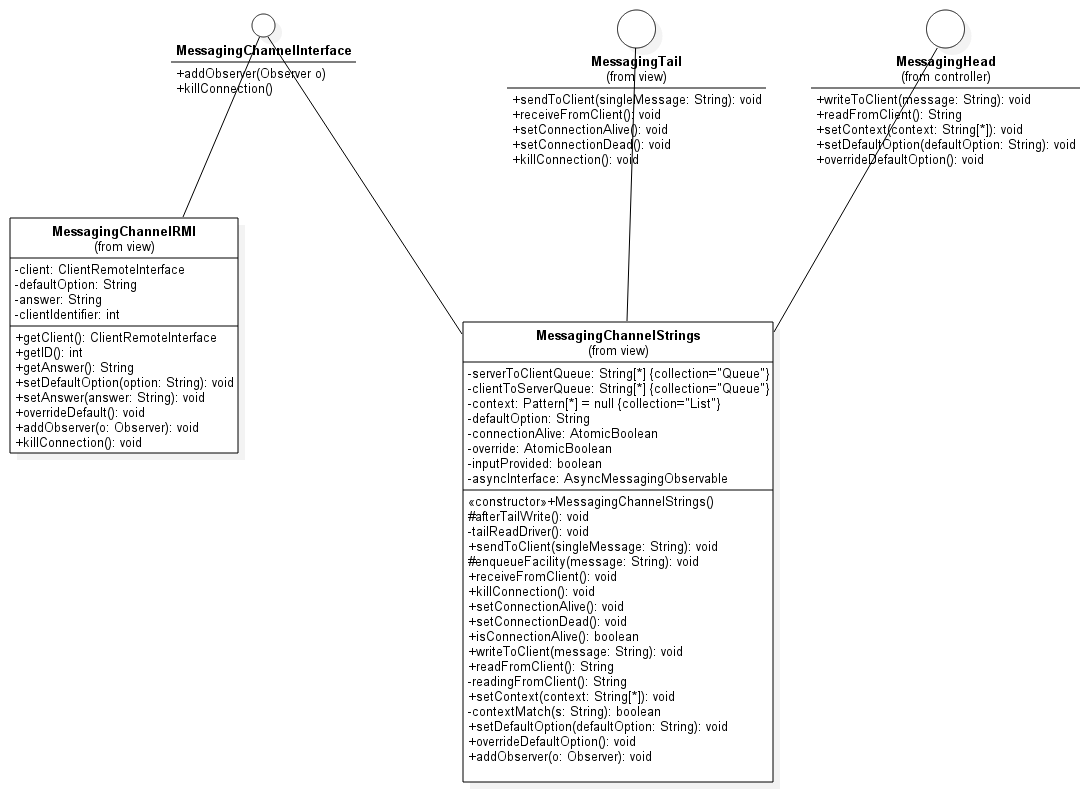 MessagingChannelInterface
+addObserver(Observer o)
+killConnection()
MessagingTail
(from view)
+sendToClient(singleMessage: String): void
+receiveFromClient(): void
+setConnectionAlive(): void
+setConnectionDead(): void
+killConnection(): void
MessagingHead
(from controller)
+writeToClient(message: String): void
+readFromClient(): String
+setContext(context: String[*]): void
+setDefaultOption(defaultOption: String): void
+overrideDefaultOption(): void
MessagingChannelRMI
(from view)
-client: ClientRemoteInterface
-defaultOption: String
-answer: String
-clientIdentifier: int
+getClient(): ClientRemoteInterface
+getID(): int
+getAnswer(): String
+setDefaultOption(option: String): void
+setAnswer(answer: String): void
+overrideDefault(): void
+addObserver(o: Observer): void
+killConnection(): void
MessagingChannelStrings
(from view)
-serverToClientQueue: String[*] {collection="Queue"}
-clientToServerQueue: String[*] {collection="Queue"}
-context: Pattern[*] = null {collection="List"}
-defaultOption: String
-connectionAlive: AtomicBoolean
-override: AtomicBoolean
-inputProvided: boolean
-asyncInterface: AsyncMessagingObservable
«constructor»+MessagingChannelStrings()
#afterTailWrite(): void
-tailReadDriver(): void
+sendToClient(singleMessage: String): void
#enqueueFacility(message: String): void
+receiveFromClient(): void
+killConnection(): void
+setConnectionAlive(): void
+setConnectionDead(): void
+isConnectionAlive(): boolean
+writeToClient(message: String): void
+readFromClient(): String
-readingFromClient(): String
+setContext(context: String[*]): void
-contextMatch(s: String): boolean
+setDefaultOption(defaultOption: String): void
+overrideDefaultOption(): void
+addObserver(o: Observer): void